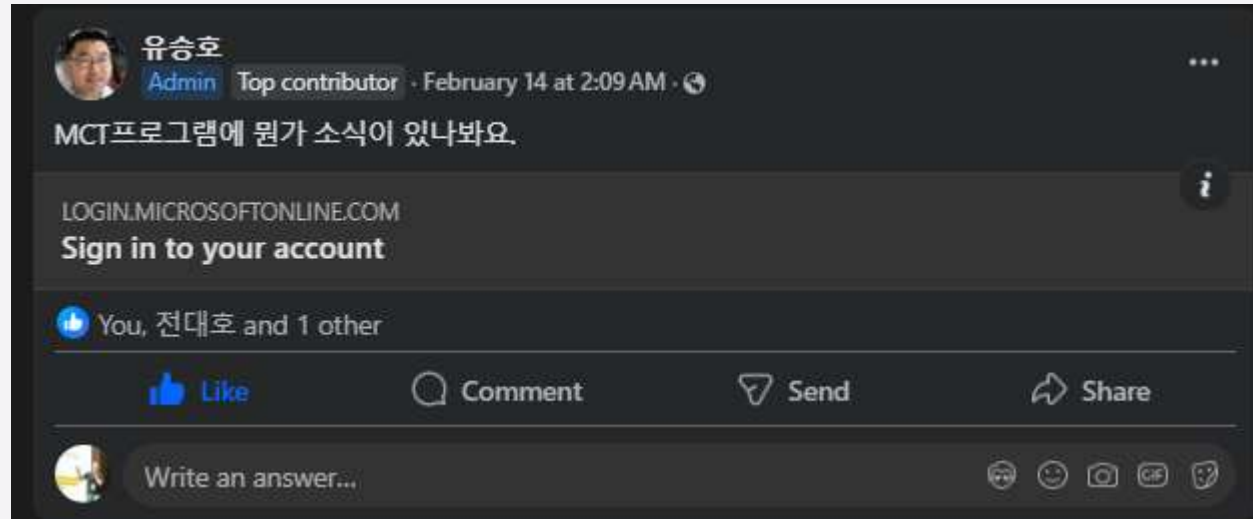 유승호
Admin Top contributor · February 14 at 2:09 AM ·
MCT프로그램에 뭔가 소식이 있나봐요.
LOGIN.MICROSOFTONLINE.COM
Sign in to your account
You, 전대호 and 1 other
Like Comment Send Share
Write an answer...
GIF